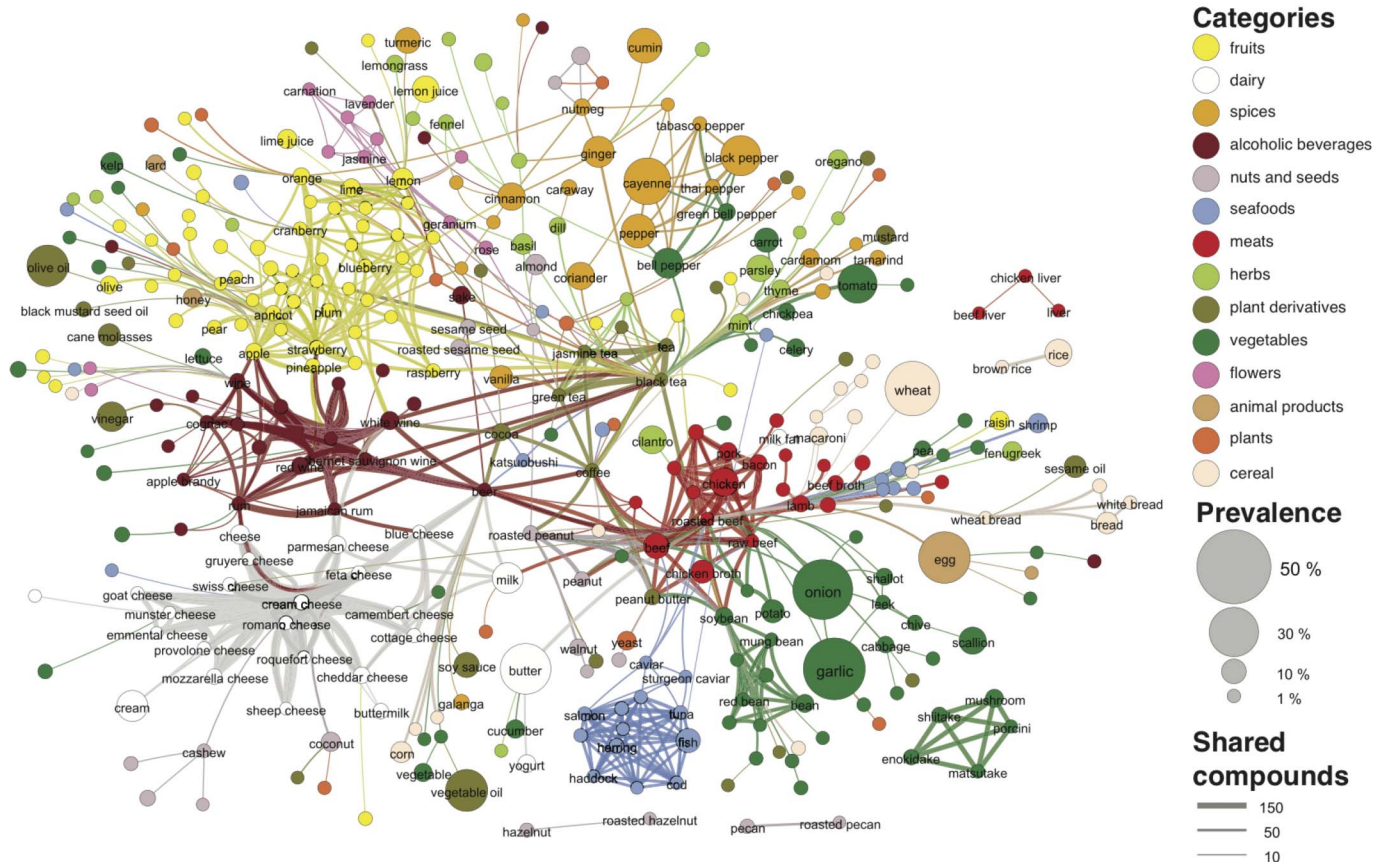 Categories
fruits
dairy
spices
alcoholic beverages
nuts and seeds
seafoods
meats
herbs
plant derivatives
vegetables
flowers
animal products
plants
cereal
Prevalence
50 %
30 %
10 %
1 %
Shared
compounds
150
50
10
turmeric
cumin
lemongrass
carnation
lavender
lemon juice
nutmeg
fennel
tabasco pepper
lime juice
jasmine
ginger
black pepper
kelp
lard
oregano
orange
lime
lemon
cinnamon
caraway
cayenne
thai pepper
green bell pepper
cranberry
geranium
rose
basil
dill
pepper
carrot
mustard
olive oil
olive
peach
blueberry
almond
coriander
bell pepper
parsley
cardamom
tamarind
honey
sake
thyme
tomato
chicken liver
black mustard seed oil
apricot
plum
mint
chickpea
beef liver
liver
cane molasses
pear
sesame seed
lettuce
apple
strawberry
roasted sesame seed
jasmine tea
tea
celery
rice
pineapple
raspberry
vanilla
black tea
brown rice
wine
green tea
wheat
vinegar
cognac
white wine
cocoa
cilantro
milk fat
macaroni
raisin
shrimp
red wine
bernet sauvignon wine
katsuobushi
coffee
pork
bacon
pea
fenugreek
sesame oil
apple brandy
beer
chicken
beef broth
rum
jamaican rum
lamb
white bread
roasted beef
wheat bread
bread
cheese
parmesan cheese
blue cheese
roasted peanut
beef
raw beef
gruyere cheese
egg
swiss cheese
feta cheese
milk
peanut
chicken broth
shallot
goat cheese
cream cheese
peanut butter
onion
leek
munster cheese
romano cheese
camembert cheese
soybean
potato
chive
emmental cheese
cottage cheese
yeast
mung bean
cabbage
scallion
provolone cheese
walnut
roquefort cheese
soy sauce
butter
caviar
garlic
mozzarella cheese
cheddar cheese
sturgeon caviar
cream
sheep cheese
buttermilk
galanga
salmon
tuna
red bean
bean
mushroom
shiitake
porcini
cucumber
cashew
coconut
corn
herring
fish
enokidake
vegetable
yogurt
haddock
cod
matsutake
vegetable oil
hazelnut
roasted hazelnut
pecan
roasted pecan